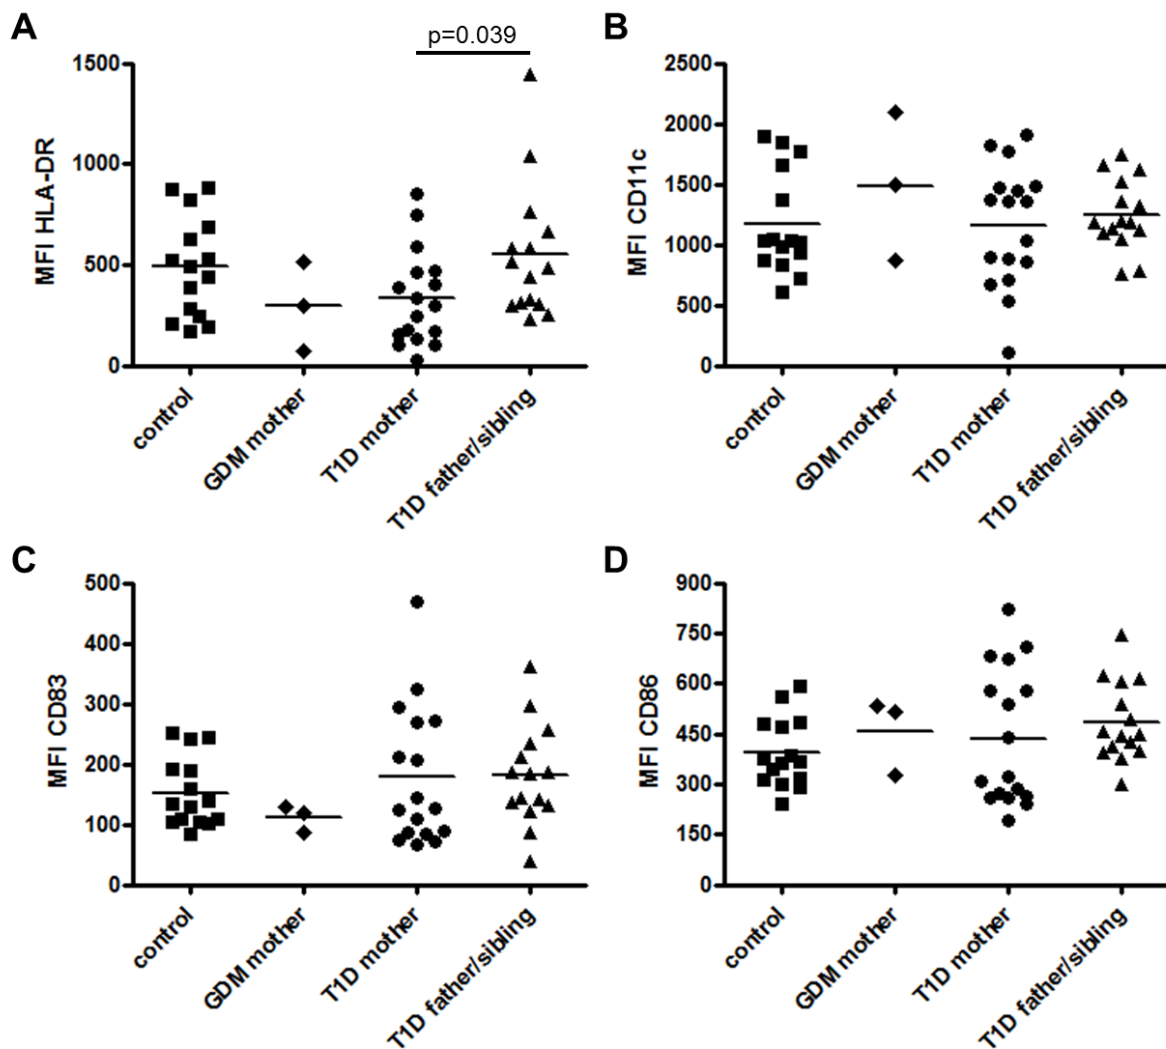 A
p=0.039
MFI HLA-DR
1500
1000
500
0
control
GDM mother
T1D mother
T1D father/sibling
B
MFI CD11c
2500
2000
1500
1000
500
0
control
GDM mother
T1D mother
T1D father/sibling
C
MFI CD83
500
400
300
200
100
0
control
GDM mother
T1D mother
T1D father/sibling
D
MFI CD86
900
750
600
450
300
150
0
control
GDM mother
T1D mother
T1D father/sibling